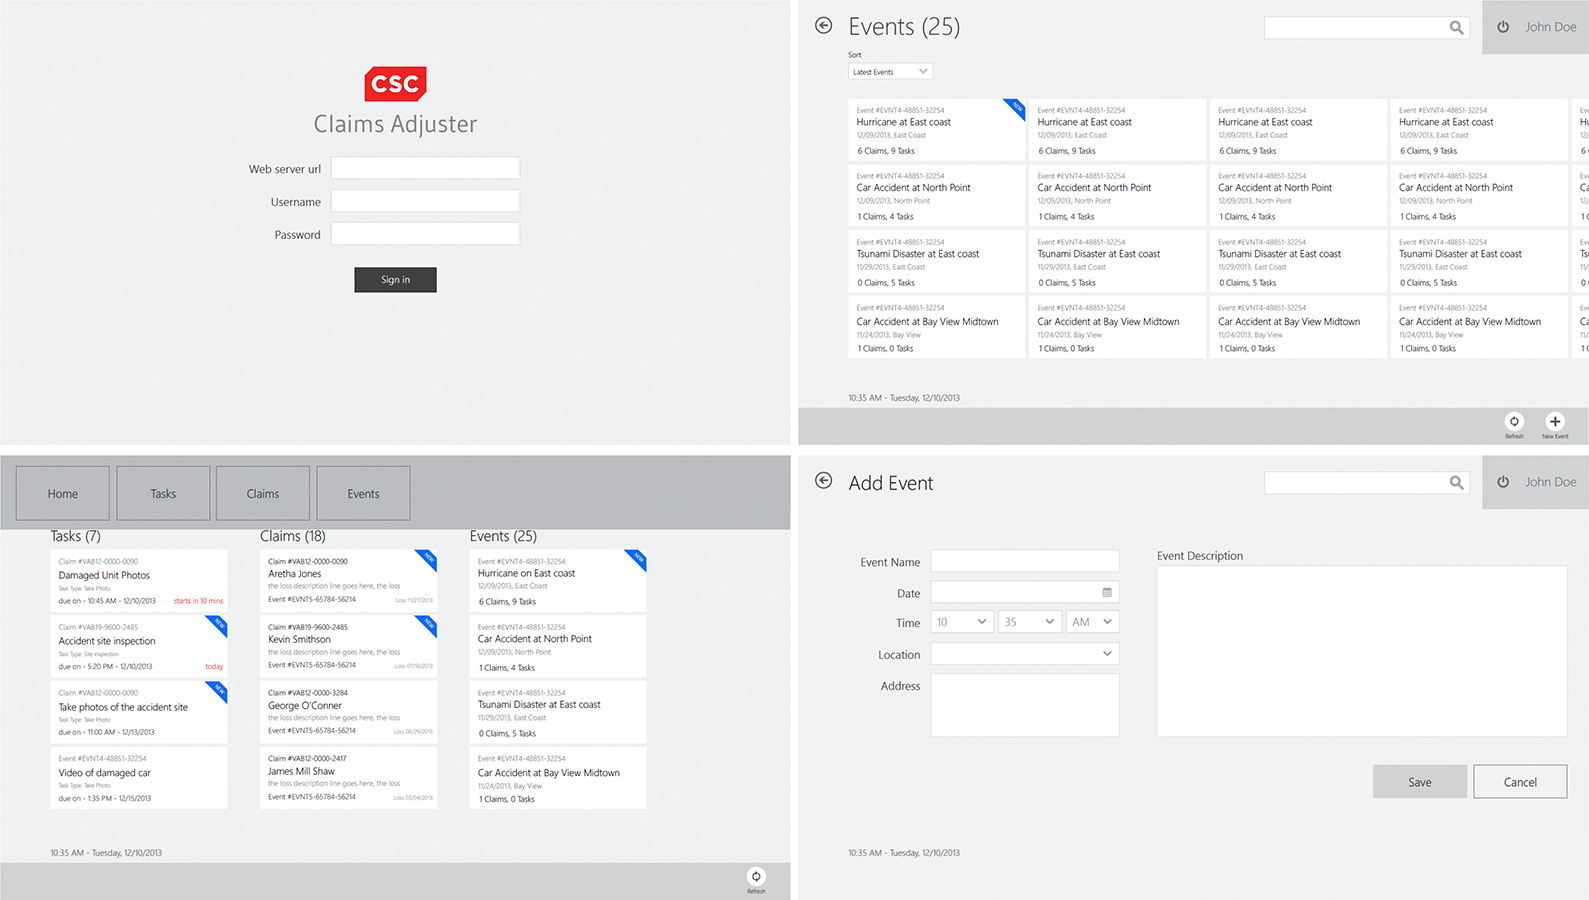 CSC
Claims Adjuster
Web server url
Username
Password
Sign in
Events (25)
John Doe
Sort
Latest Events
Event #EVNT4-48851-32254
Hurricane at East coast
12/09/2013, East Coast
6 Claims, 9 Tasks
NEW
Event #EVNT4-48851-32254
Hurricane at East coast
12/09/2013, East Coast
6 Claims, 9 Tasks
Event #EVNT4-48851-32254
Hurricane at East coast
12/09/2013, East Coast
6 Claims, 9 Tasks
Event #EVNT4-48851-32254
Hurricane at East coast
12/09/2013, East Coast
6 Claims, 9 Tasks
Event #EVNT4-48851-32254
Car Accident at North Point
12/09/2013, North Point
1 Claims, 4 Tasks
Event #EVNT4-48851-32254
Car Accident at North Point
12/09/2013, North Point
1 Claims, 4 Tasks
Event #EVNT4-48851-32254
Car Accident at North Point
12/09/2013, North Point
1 Claims, 4 Tasks
Event #EVNT4-48851-32254
Car Accident at North Point
12/09/2013, North Point
1 Claims, 4 Tasks
Event #EVNT4-48851-32254
Tsunami Disaster at East coast
11/29/2013, East Coast
0 Claims, 5 Tasks
Event #EVNT4-48851-32254
Tsunami Disaster at East coast
11/29/2013, East Coast
0 Claims, 5 Tasks
Event #EVNT4-48851-32254
Tsunami Disaster at East coast
11/29/2013, East Coast
0 Claims, 5 Tasks
Event #EVNT4-48851-32254
Tsunami Disaster at East coast
11/29/2013, East Coast
0 Claims, 5 Tasks
Event #EVNT4-48851-32254
Car Accident at Bay View Midtown
11/24/2013, Bay View
1 Claims, 0 Tasks
Event #EVNT4-48851-32254
Car Accident at Bay View Midtown
11/24/2013, Bay View
1 Claims, 0 Tasks
Event #EVNT4-48851-32254
Car Accident at Bay View Midtown
11/24/2013, Bay View
1 Claims, 0 Tasks
Event #EVNT4-48851-32254
Car Accident at Bay View Midtown
11/24/2013, Bay View
1 Claims, 0 Tasks
10:35 AM - Tuesday, 12/10/2013
Refresh
New Event
Home
Tasks
Claims
Events
Tasks (7)
Claim #VAB12-0000-0090
Damaged Unit Photos
Task Type: Take Photo
due on - 10:45 AM - 12/10/2013
starts in 10 mins
Claim #VAB19-9600-2485
NEW
Accident site inspection
Task Type: Site inspection
due on - 5:20 PM - 12/10/2013
today
Claim #VAB12-0000-0090
NEW
Take photos of the accident site
Task Type: Take Photo
due on - 11:00 AM - 12/13/2013
Event #EVNT4-48851-32254
Video of damaged car
Task Type: Take Photo
due on - 1:35 PM - 12/15/2013
Claims (18)
Claim #VAB12-0000-0090
NEW
Aretha Jones
the loss description line goes here, the loss
Event #EVNT5-65784-56214
Loss 11/27/2013
Claim #VAB19-9600-2485
NEW
Kevin Smithson
the loss description line goes here, the loss
Event #EVNT5-65784-56214
Loss 07/18/2013
Claim #VAB12-0000-3284
George O'Conner
the loss description line goes here, the loss
Event #EVNT5-65784-56214
Loss 08/29/2013
Claim #VAB12-0000-2417
James Mill Shaw
the loss description line goes here, the loss
Event #EVNT5-65784-56214
Loss 03/04/2013
Events (25)
Event #EVNT4-48851-32254
NEW
Hurricane on East coast
12/09/2013, East Coast
6 Claims, 9 Tasks
Event #EVNT4-48851-32254
Car Accident at North Point
12/09/2013, North Point
1 Claims, 4 Tasks
Event #EVNT4-48851-32254
Tsunami Disaster at East coast
11/29/2013, East Coast
0 Claims, 5 Tasks
Event #EVNT4-48851-32254
Car Accident at Bay View Midtown
11/24/2013, Bay View
1 Claims, 0 Tasks
10:35 AM - Tuesday, 12/10/2013
Refresh
Add Event
John Doe
Event Name
Date
Time
10
35
AM
Location
Address
Event Description
Save
Cancel
10:35 AM - Tuesday, 12/10/2013